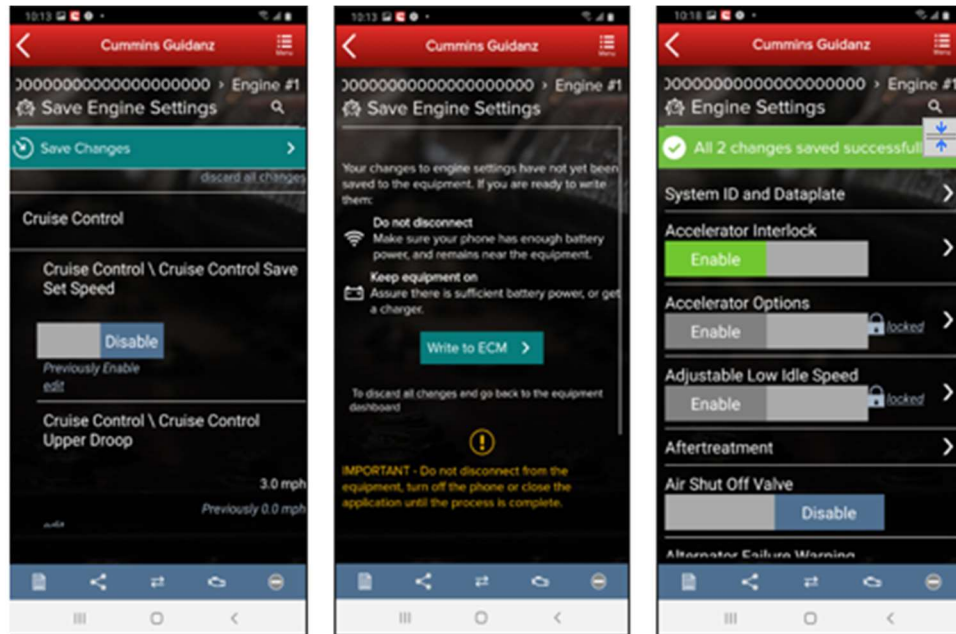 10:13
Cummins Guidanz
Menu
00000000000000000000 > Engine #1
Save Engine Settings
Save Changes
discard all changes
Cruise Control
Cruise Control \ Cruise Control Save
Set Speed
Disable
Previously Enable
edit
Cruise Control \ Cruise Control
Upper Droop
3.0 mph
Previously 0.0 mph
edit
10:13
Cummins Guidanz
Menu
00000000000000000000 > Engine #1
Save Engine Settings
Your changes to engine settings have not yet been
saved to the equipment. If you are ready to write
them:
Do not disconnect
Make sure your phone has enough battery
power, and remains near the equipment.
Keep equipment on
Assure there is sufficient battery power, or get
a charger.
Write to ECM >
To discard all changes and go back to the equipment
dashboard
IMPORTANT - Do not disconnect from the
equipment, turn off the phone or close the
application until the process is complete.
10:18
Cummins Guidanz
Menu
00000000000000000000 > Engine #1
Engine Settings
All 2 changes saved successfull
System ID and Dataplate
Accelerator Interlock
Enable
Accelerator Options
Enable
locked
Adjustable Low Idle Speed
Enable
locked
Aftertreatment
Air Shut Off Valve
Disable
Alternator Failure Warning